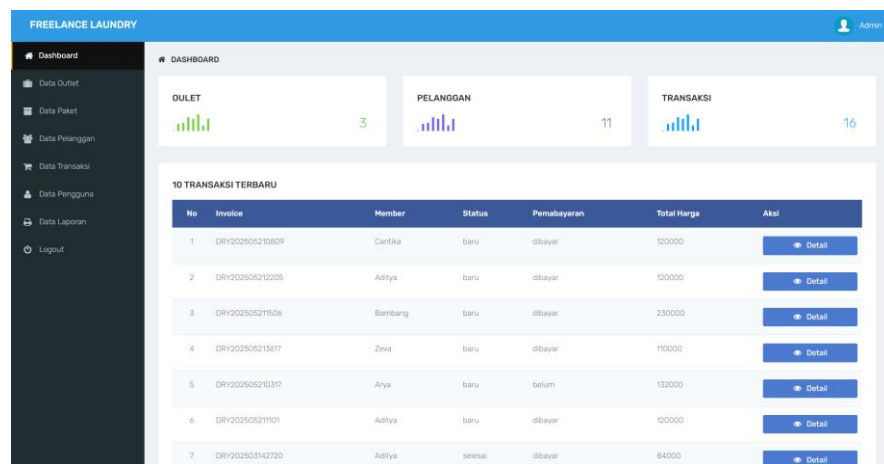 FREELANCE LAUNDRY
Admin
Dashboard
Data Outlet
Data Paket
Data Pelanggan
Data Transaksi
Data Pengguna
Data Laporan
Logout
DASHBOARD
OULET
3
PELANGGAN
11
TRANSAKSI
16
10 TRANSAKSI TERBARU
No Invoice Member Status Pemabayaran Total Harga Aksi
1 DRY202505210809 Cantika baru dibayar 120000 Detail
2 DRY202505212205 Aditya baru dibayar 120000 Detail
3 DRY202505211506 Bambang baru dibayar 230000 Detail
4 DRY202505213617 Zeva baru dibayar 110000 Detail
5 DRY202505210317 Arya baru belum 132000 Detail
6 DRY202505211101 Aditya baru dibayar 120000 Detail
7 DRY202503142720 Aditya selesai dibayar 84000 Detail